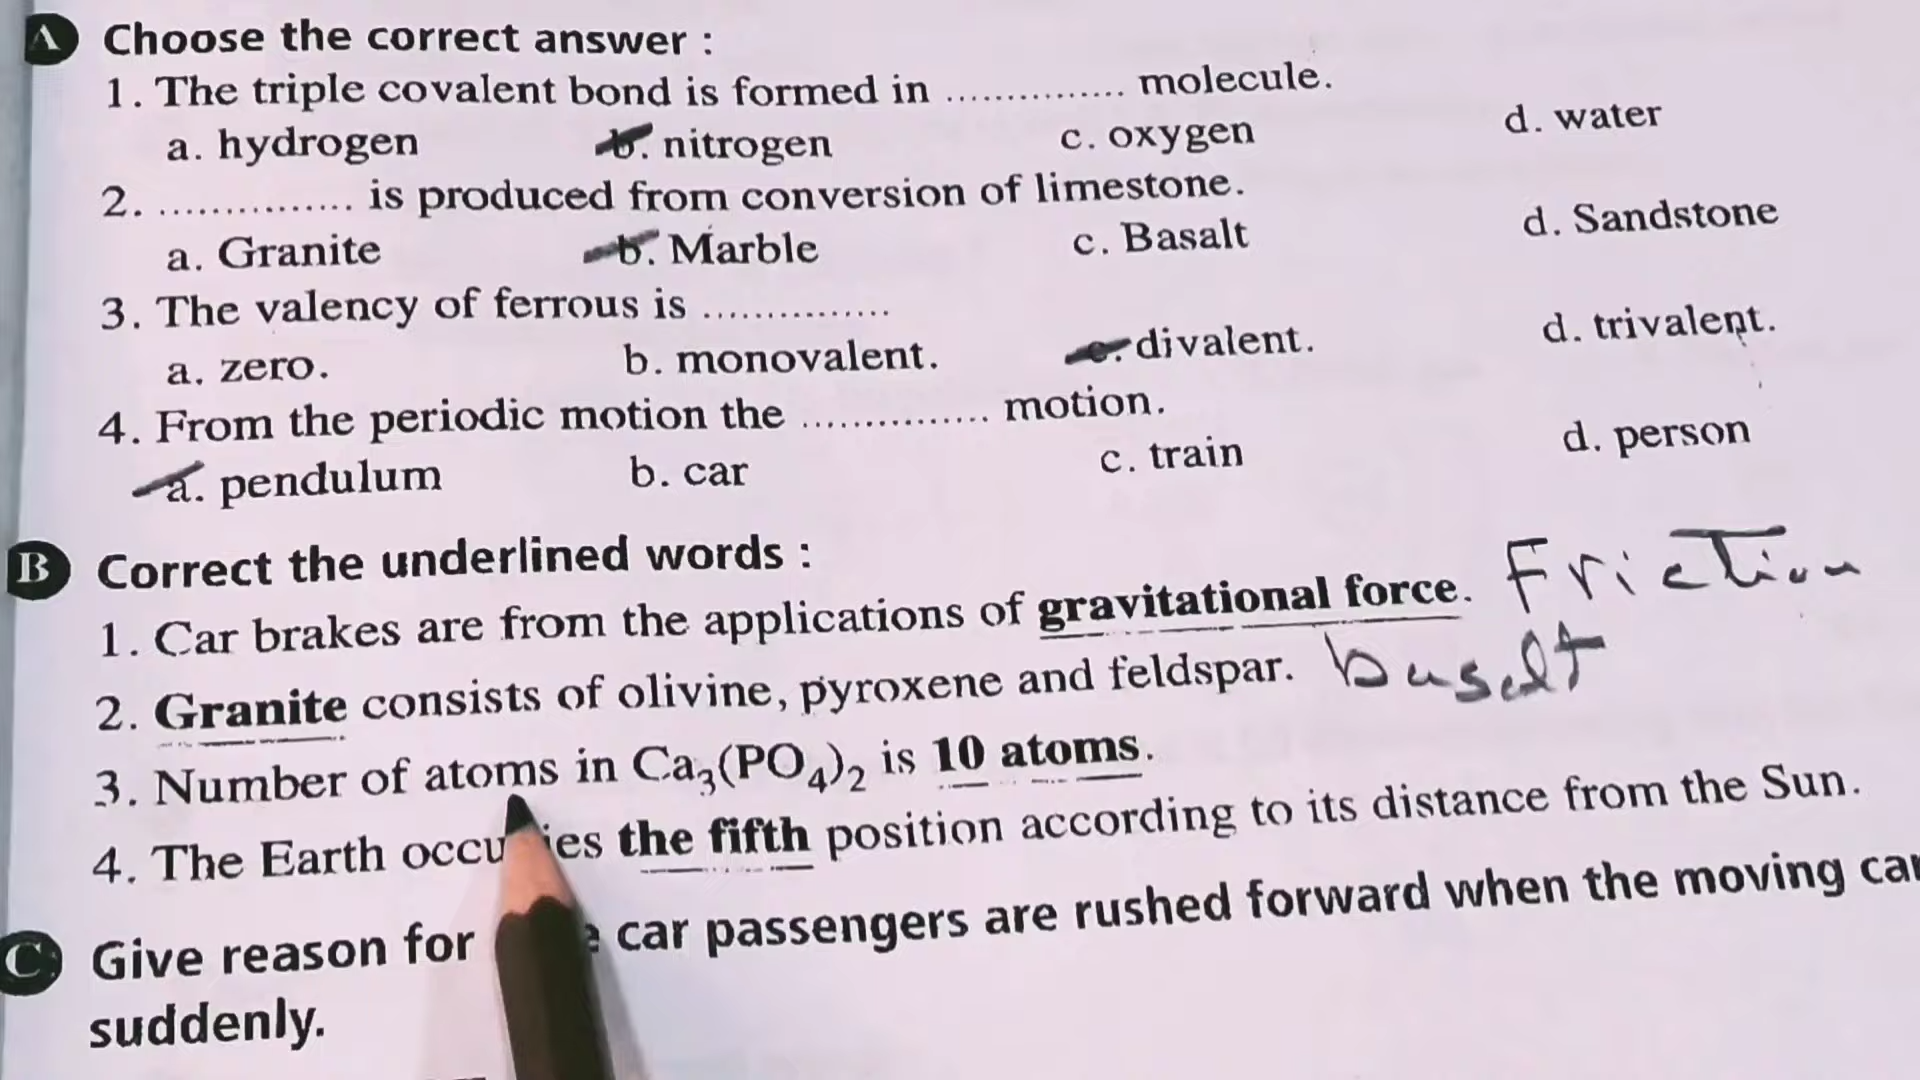 A Choose the correct answer :
1. The triple covalent bond is formed in ............... molecule.
a. hydrogen b. nitrogen c. oxygen d. water
2. ............... is produced from conversion of limestone.
a. Granite b. Marble c. Basalt d. Sandstone
3. The valency of ferrous is ...............
a. zero. b. monovalent. c. divalent. d. trivalent.
4. From the periodic motion the ............... motion.
a. pendulum b. car c. train d. person
B Correct the underlined words :
1. Car brakes are from the applications of gravitational force. Friction
2. Granite consists of olivine, pyroxene and feldspar. baselt
3. Number of atoms in Ca₃(PO₄)₂ is 10 atoms.
4. The Earth occupies the fifth position according to its distance from the Sun.
C Give reason for car passengers are rushed forward when the moving car
suddenly.